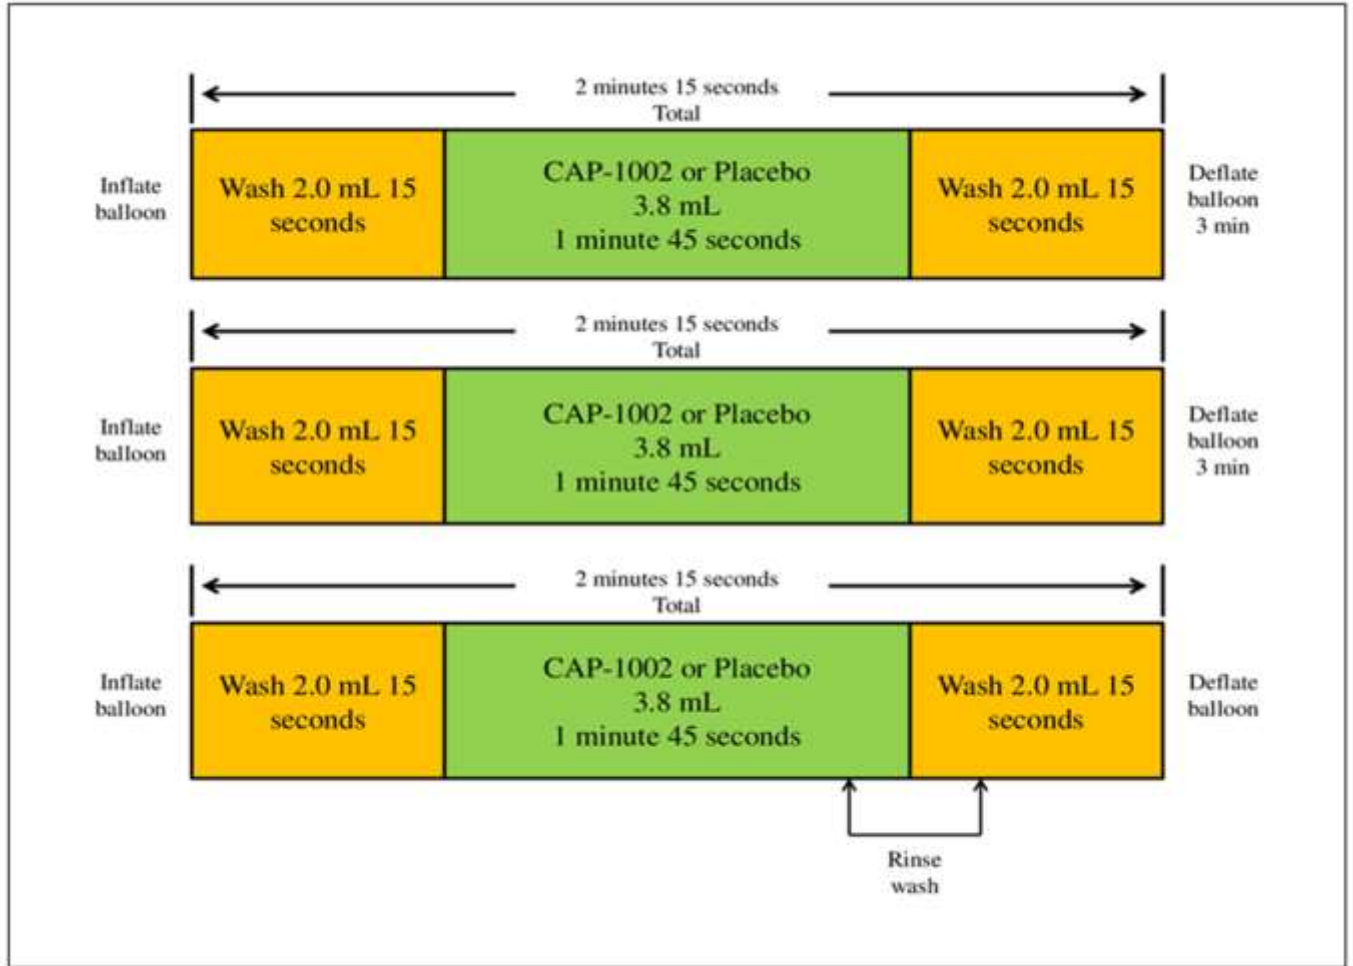 2 minutes 15 seconds
Total
Inflate
balloon
Wash 2.0 mL 15
seconds
CAP-1002 or Placebo
3.8 mL
1 minute 45 seconds
Wash 2.0 mL 15
seconds
Deflate
balloon
3 min
2 minutes 15 seconds
Total
Inflate
balloon
Wash 2.0 mL 15
seconds
CAP-1002 or Placebo
3.8 mL
1 minute 45 seconds
Wash 2.0 mL 15
seconds
Deflate
balloon
3 min
2 minutes 15 seconds
Total
Inflate
balloon
Wash 2.0 mL 15
seconds
CAP-1002 or Placebo
3.8 mL
1 minute 45 seconds
Wash 2.0 mL 15
seconds
Deflate
balloon
Rinse
wash